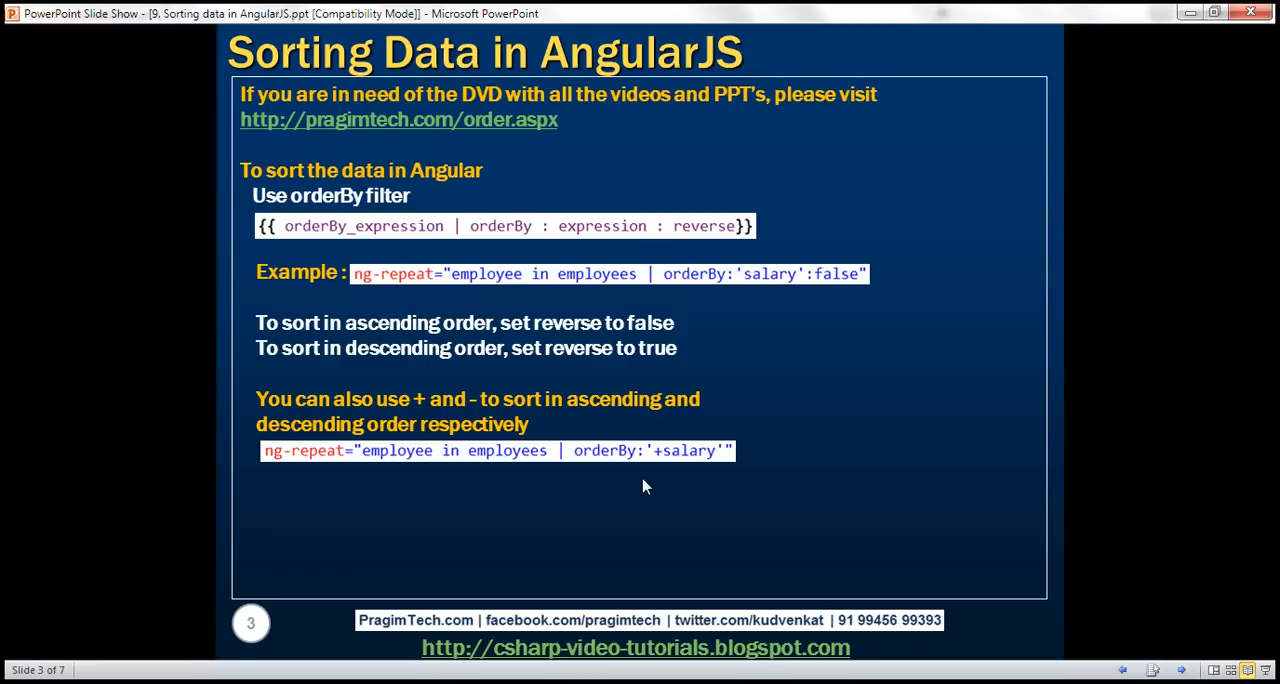 PowerPoint Slide Show - [9. Sorting data in AngularJS.ppt [Compatibility Mode]] - Microsoft PowerPoint
Sorting Data in AngularJS
If you are in need of the DVD with all the videos and PPT's, please visit
http://pragimtech.com/order.aspx
To sort the data in Angular
Use orderBy filter
{{ orderBy_expression | orderBy : expression : reverse}}
Example : ng-repeat="employee in employees | orderBy:'salary':false"
To sort in ascending order, set reverse to false
To sort in descending order, set reverse to true
You can also use + and - to sort in ascending and
descending order respectively
ng-repeat="employee in employees | orderBy:'+salary'"
3
PragimTech.com | facebook.com/pragimtech | twitter.com/kudvenkat | 91 99456 99393
http://csharp-video-tutorials.blogspot.com
Slide 3 of 7